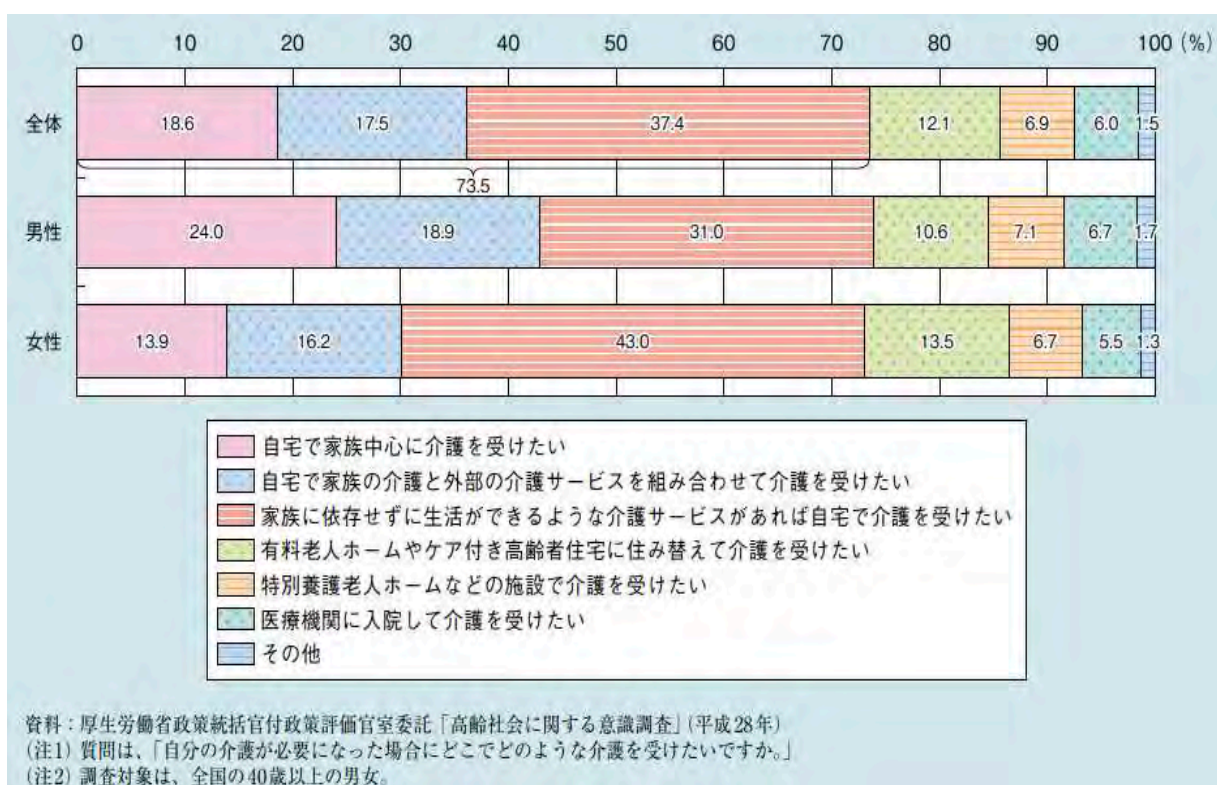 0 10 20 30 40 50 60 70 80 90 100 (%)
全体 18.6 17.5 37.4 12.1 6.9 6.0 1.5
73.5
男性 24.0 18.9 31.0 10.6 7.1 6.7 1.7
女性 13.9 16.2 43.0 13.5 6.7 5.5 1.3
自宅で家族中心に介護を受けたい
自宅で家族の介護と外部の介護サービスを組み合わせて介護を受けたい
家族に依存せずに生活ができるような介護サービスがあれば自宅で介護を受けたい
有料老人ホームやケア付き高齢者住宅に住み替えて介護を受けたい
特別養護老人ホームなどの施設で介護を受けたい
医療機関に入院して介護を受けたい
その他
資料：厚生労働省政策統括官付政策評価官室委託「高齢社会に関する意識調査」(平成28年)
(注1) 質問は、「自分の介護が必要になった場合にどこでどのような介護を受けたいですか。」
(注2) 調査対象は、全国の40歳以上の男女。